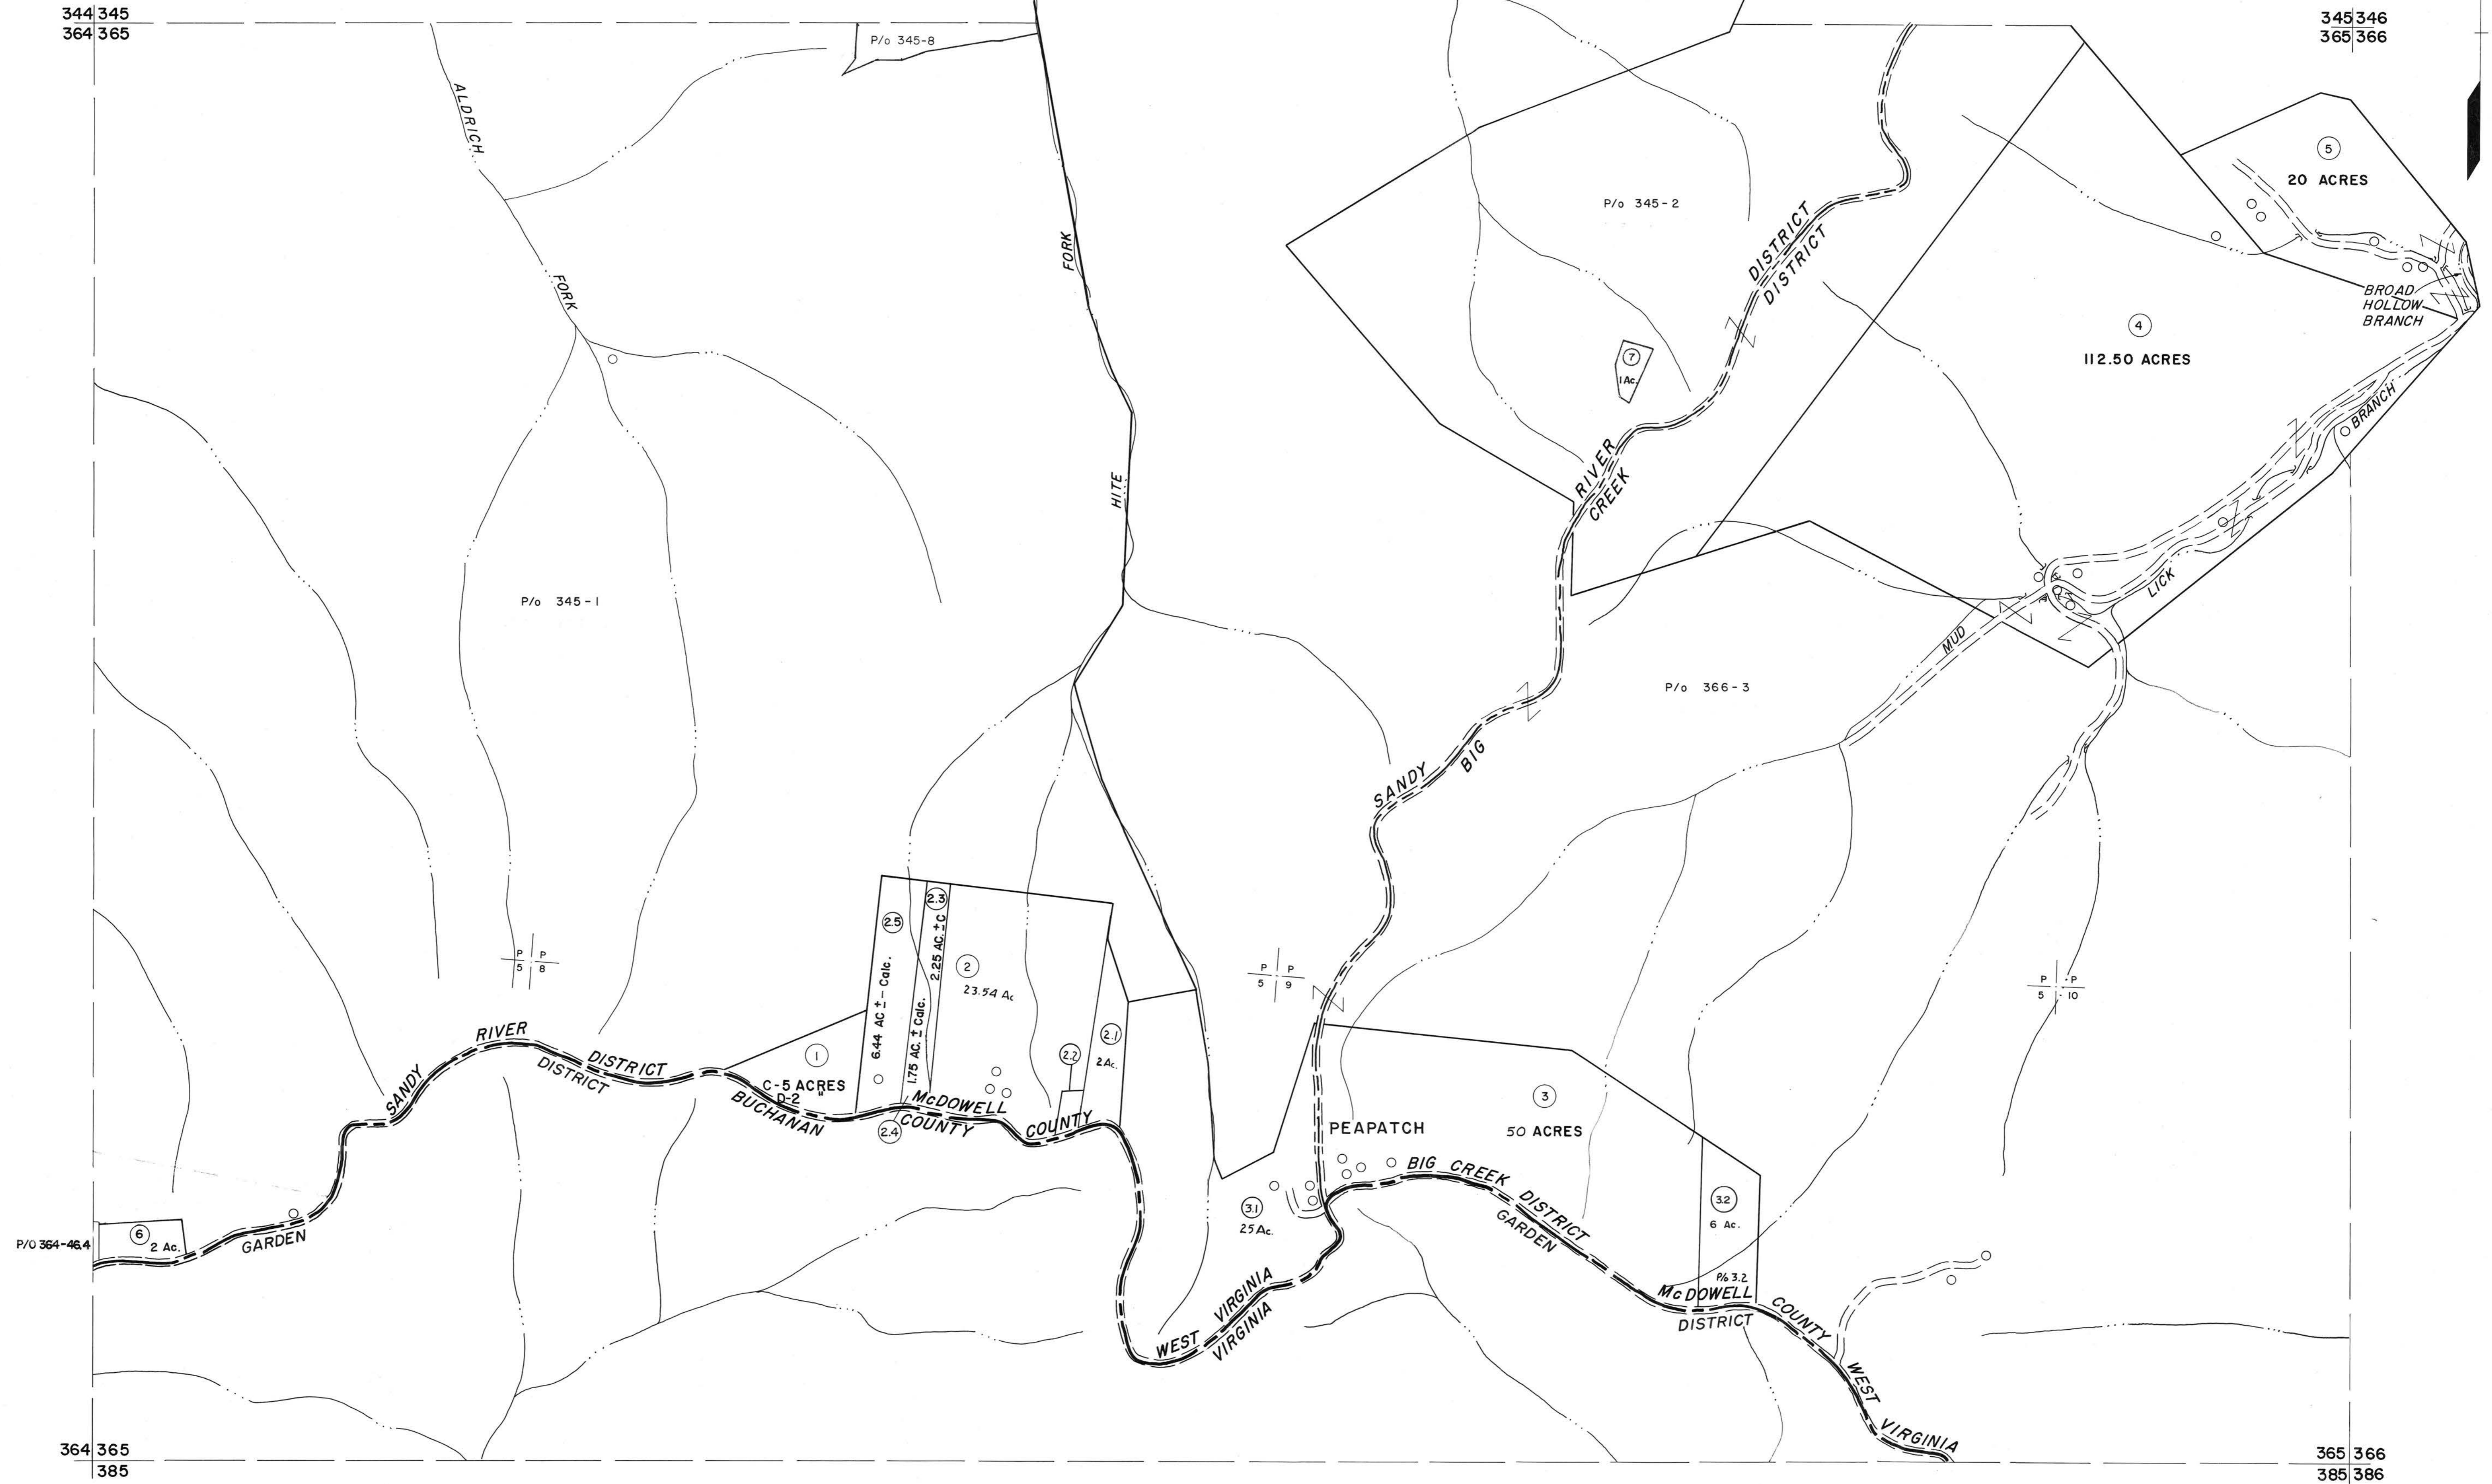 344 345
364 365
345 346
365 366
P/o 345-8
ALDRICH
FORK
FORK
HITE
P/o 345-2
DISTRICT
DISTRICT
5
20 ACRES
BROAD
HOLLOW
BRANCH
4
112.50 ACRES
7
1 Ac.
RIVER
CREEK
BRANCH
LICK
MUD
P/o 345-1
P/o 366-3
SANDY
BIG
2.5
6.44 AC ± - Calc.
2.3
2.25 AC. ± C
1.75 AC. ± Calc.
2
23.54 Ac
2.2
2.1
2 Ac.
P P
5 8
P P
5 9
P P
5 10
1
C-5 ACRES
D-2 "
SANDY
RIVER
DISTRICT
DISTRICT
BUCHANAN
McDOWELL
COUNTY
COUNTY
2.4
3
50 ACRES
PEAPATCH
BIG CREEK DISTRICT
GARDEN
3.1
25 Ac.
3.2
6 Ac.
P/o 3.2
6
2 Ac.
P/O 364-46.4
GARDEN
WEST VIRGINIA
VIRGINIA
McDOWELL
COUNTY
DISTRICT
WEST
VIRGINIA
364 365
385
365 366
385 386